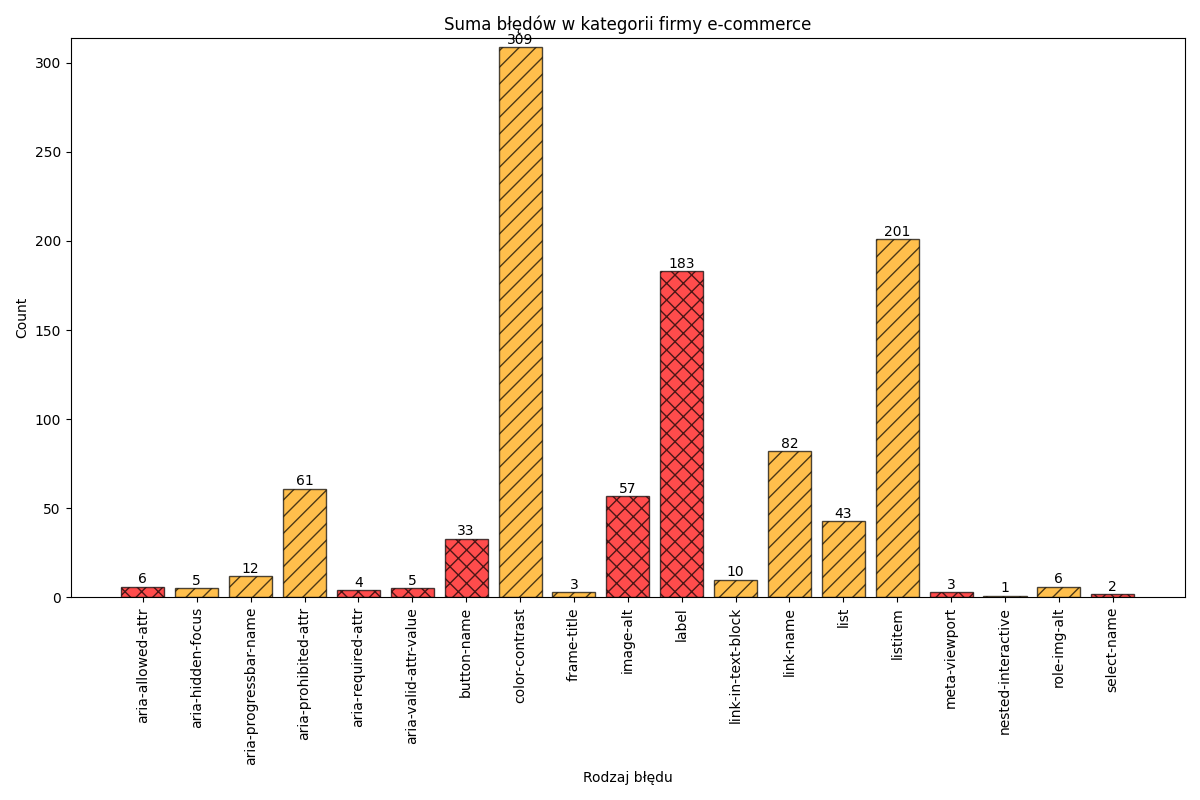 Suma błędów w kategorii firmy e-commerce
Count
300
250
200
150
100
50
0
6
5
12
61
4
5
33
309
3
57
183
10
82
43
201
3
1
6
2
aria-allowed-attr
aria-hidden-focus
aria-progressbar-name
aria-prohibited-attr
aria-required-attr
aria-valid-attr-value
button-name
color-contrast
frame-title
image-alt
label
link-in-text-block
link-name
list
listitem
meta-viewport
nested-interactive
role-img-alt
select-name
Rodzaj błędu